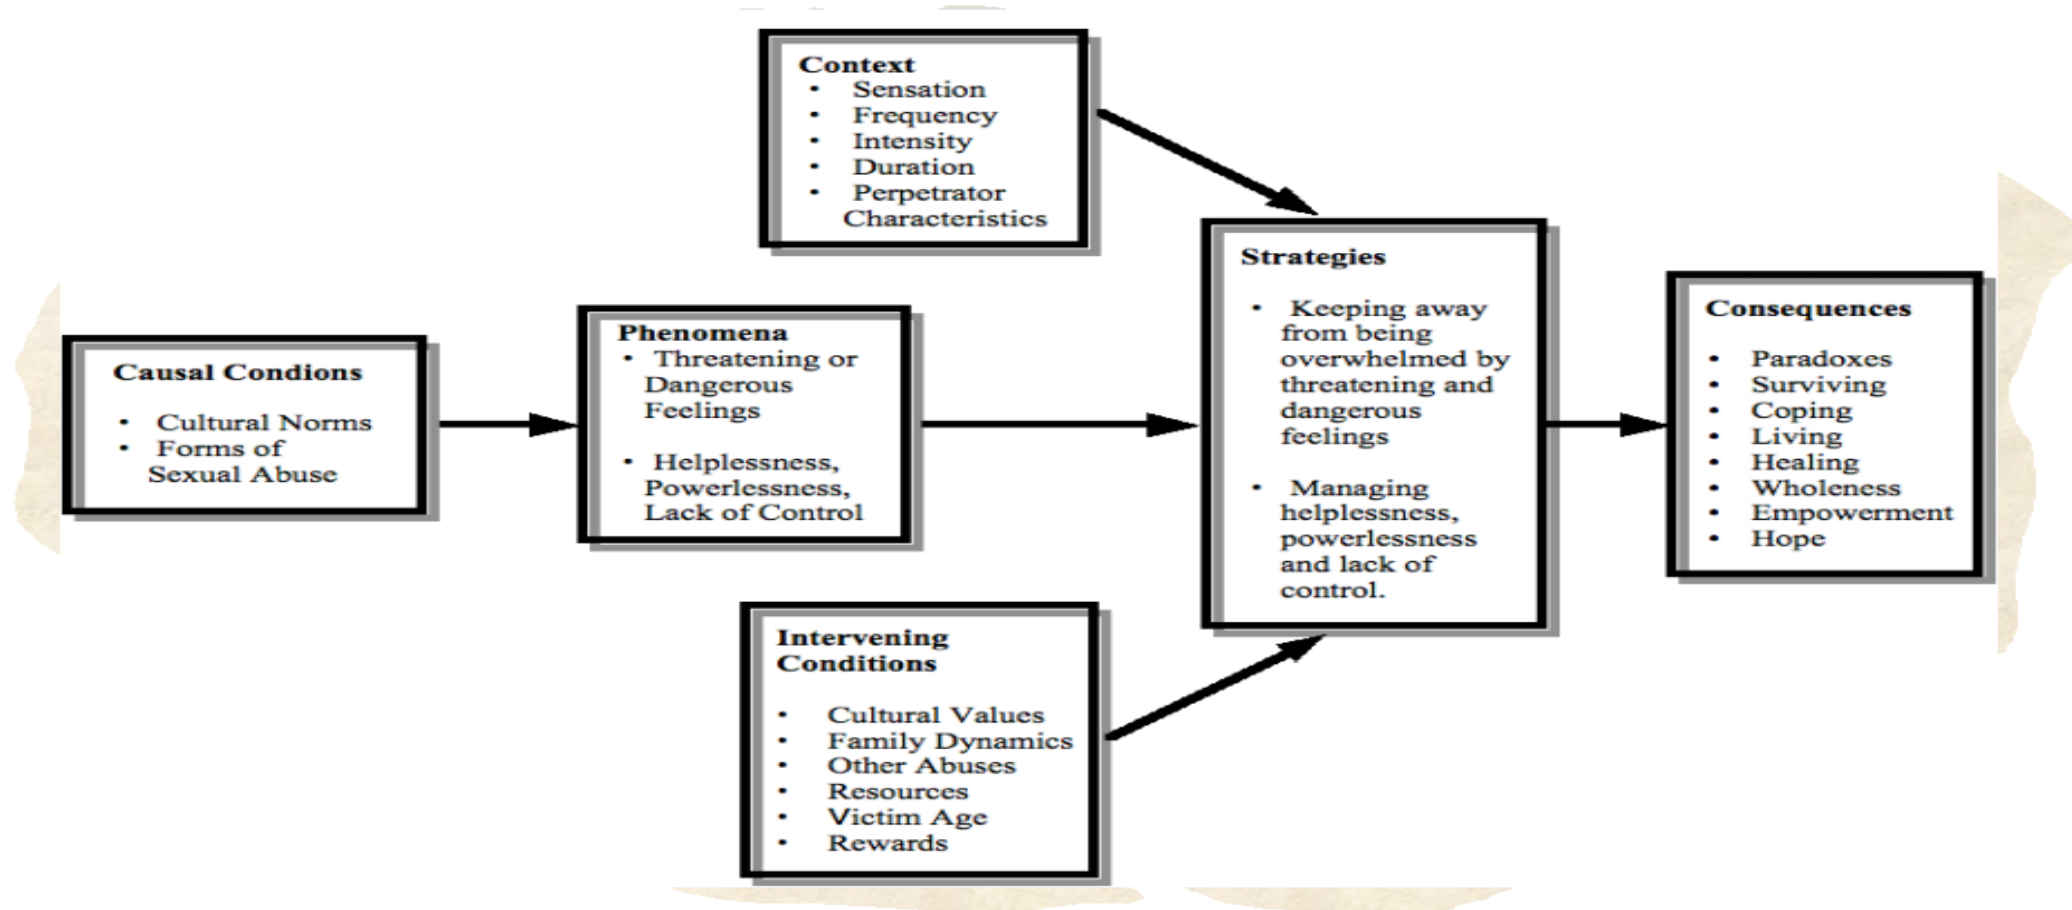 Context
• Sensation
• Frequency
• Intensity
• Duration
• Perpetrator
Characteristics
Causal Condions
• Cultural Norms
• Forms of
Sexual Abuse
Phenomena
• Threatening or
Dangerous
Feelings
• Helplessness,
Powerlessness,
Lack of Control
Intervening
Conditions
• Cultural Values
• Family Dynamics
• Other Abuses
• Resources
• Victim Age
• Rewards
Strategies
• Keeping away
from being
overwhelmed by
threatening and
dangerous
feelings
• Managing
helplessness,
powerlessness
and lack of
control.
Consequences
• Paradoxes
• Surviving
• Coping
• Living
• Healing
• Wholeness
• Empowerment
• Hope